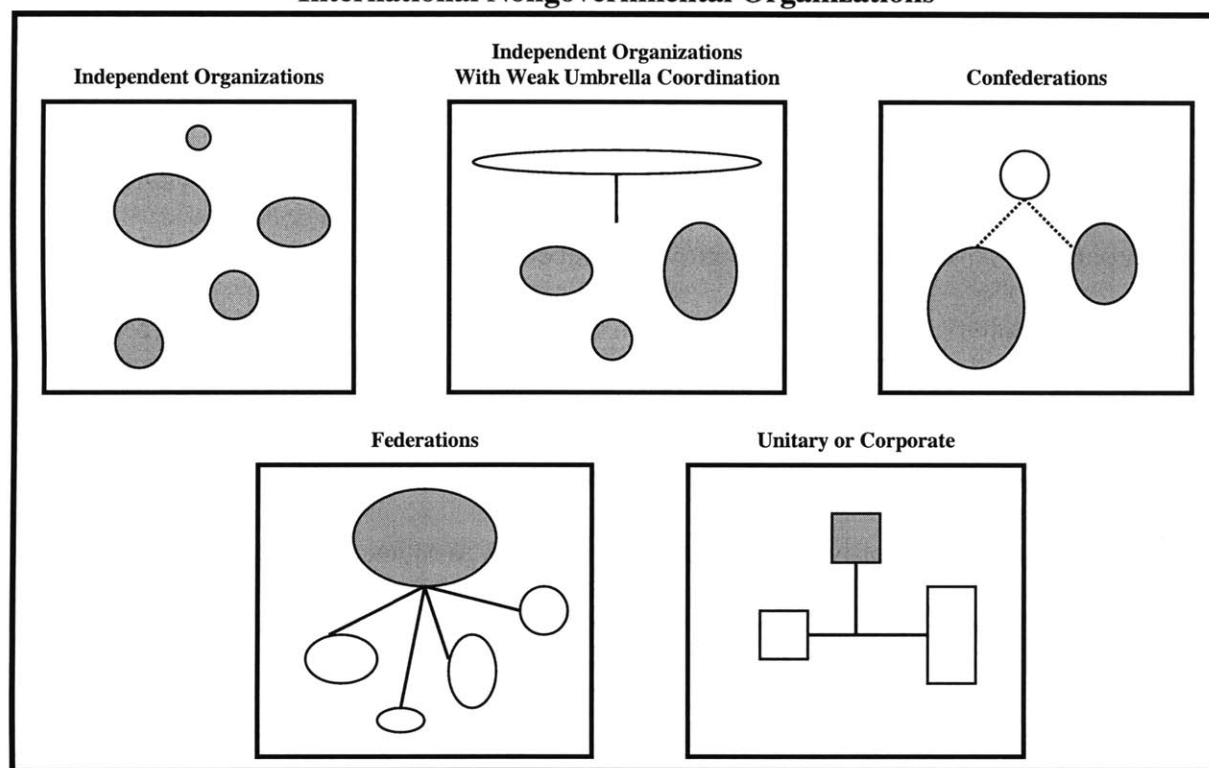 International Nongovernmental Organizations
Independent Organizations
Independent Organizations
With Weak Umbrella Coordination
Confederations
Federations
Unitary or Corporate